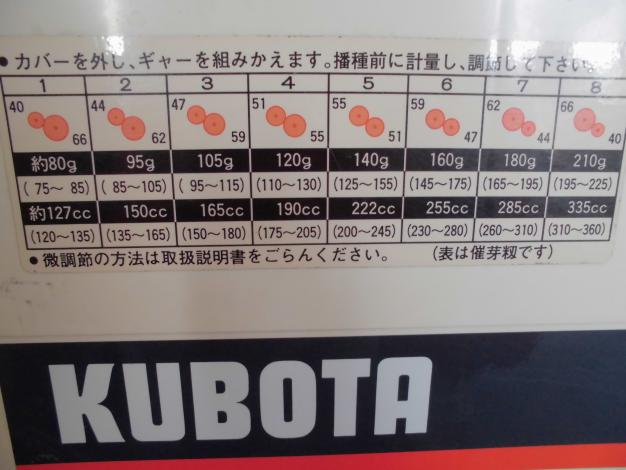 ● カバーを外し、ギャーを組みかえます。播種前に計量し、調節して下さい。
1 2 3 4 5 6 7 8
40 66 44 62 47 59 51 55 55 51 59 47 62 44 66 40
約80g 95g 105g 120g 140g 160g 180g 210g
(75〜85) (85〜105) (95〜115) (110〜130) (125〜155) (145〜175) (165〜195) (195〜225)
約127cc 150cc 165cc 190cc 222cc 255cc 285cc 335cc
(120〜135) (135〜165) (150〜180) (175〜205) (200〜245) (230〜280) (260〜310) (310〜360)
● 微調節の方法は取扱説明書をごらんください。 (表は催芽籾です)
KUBOTA